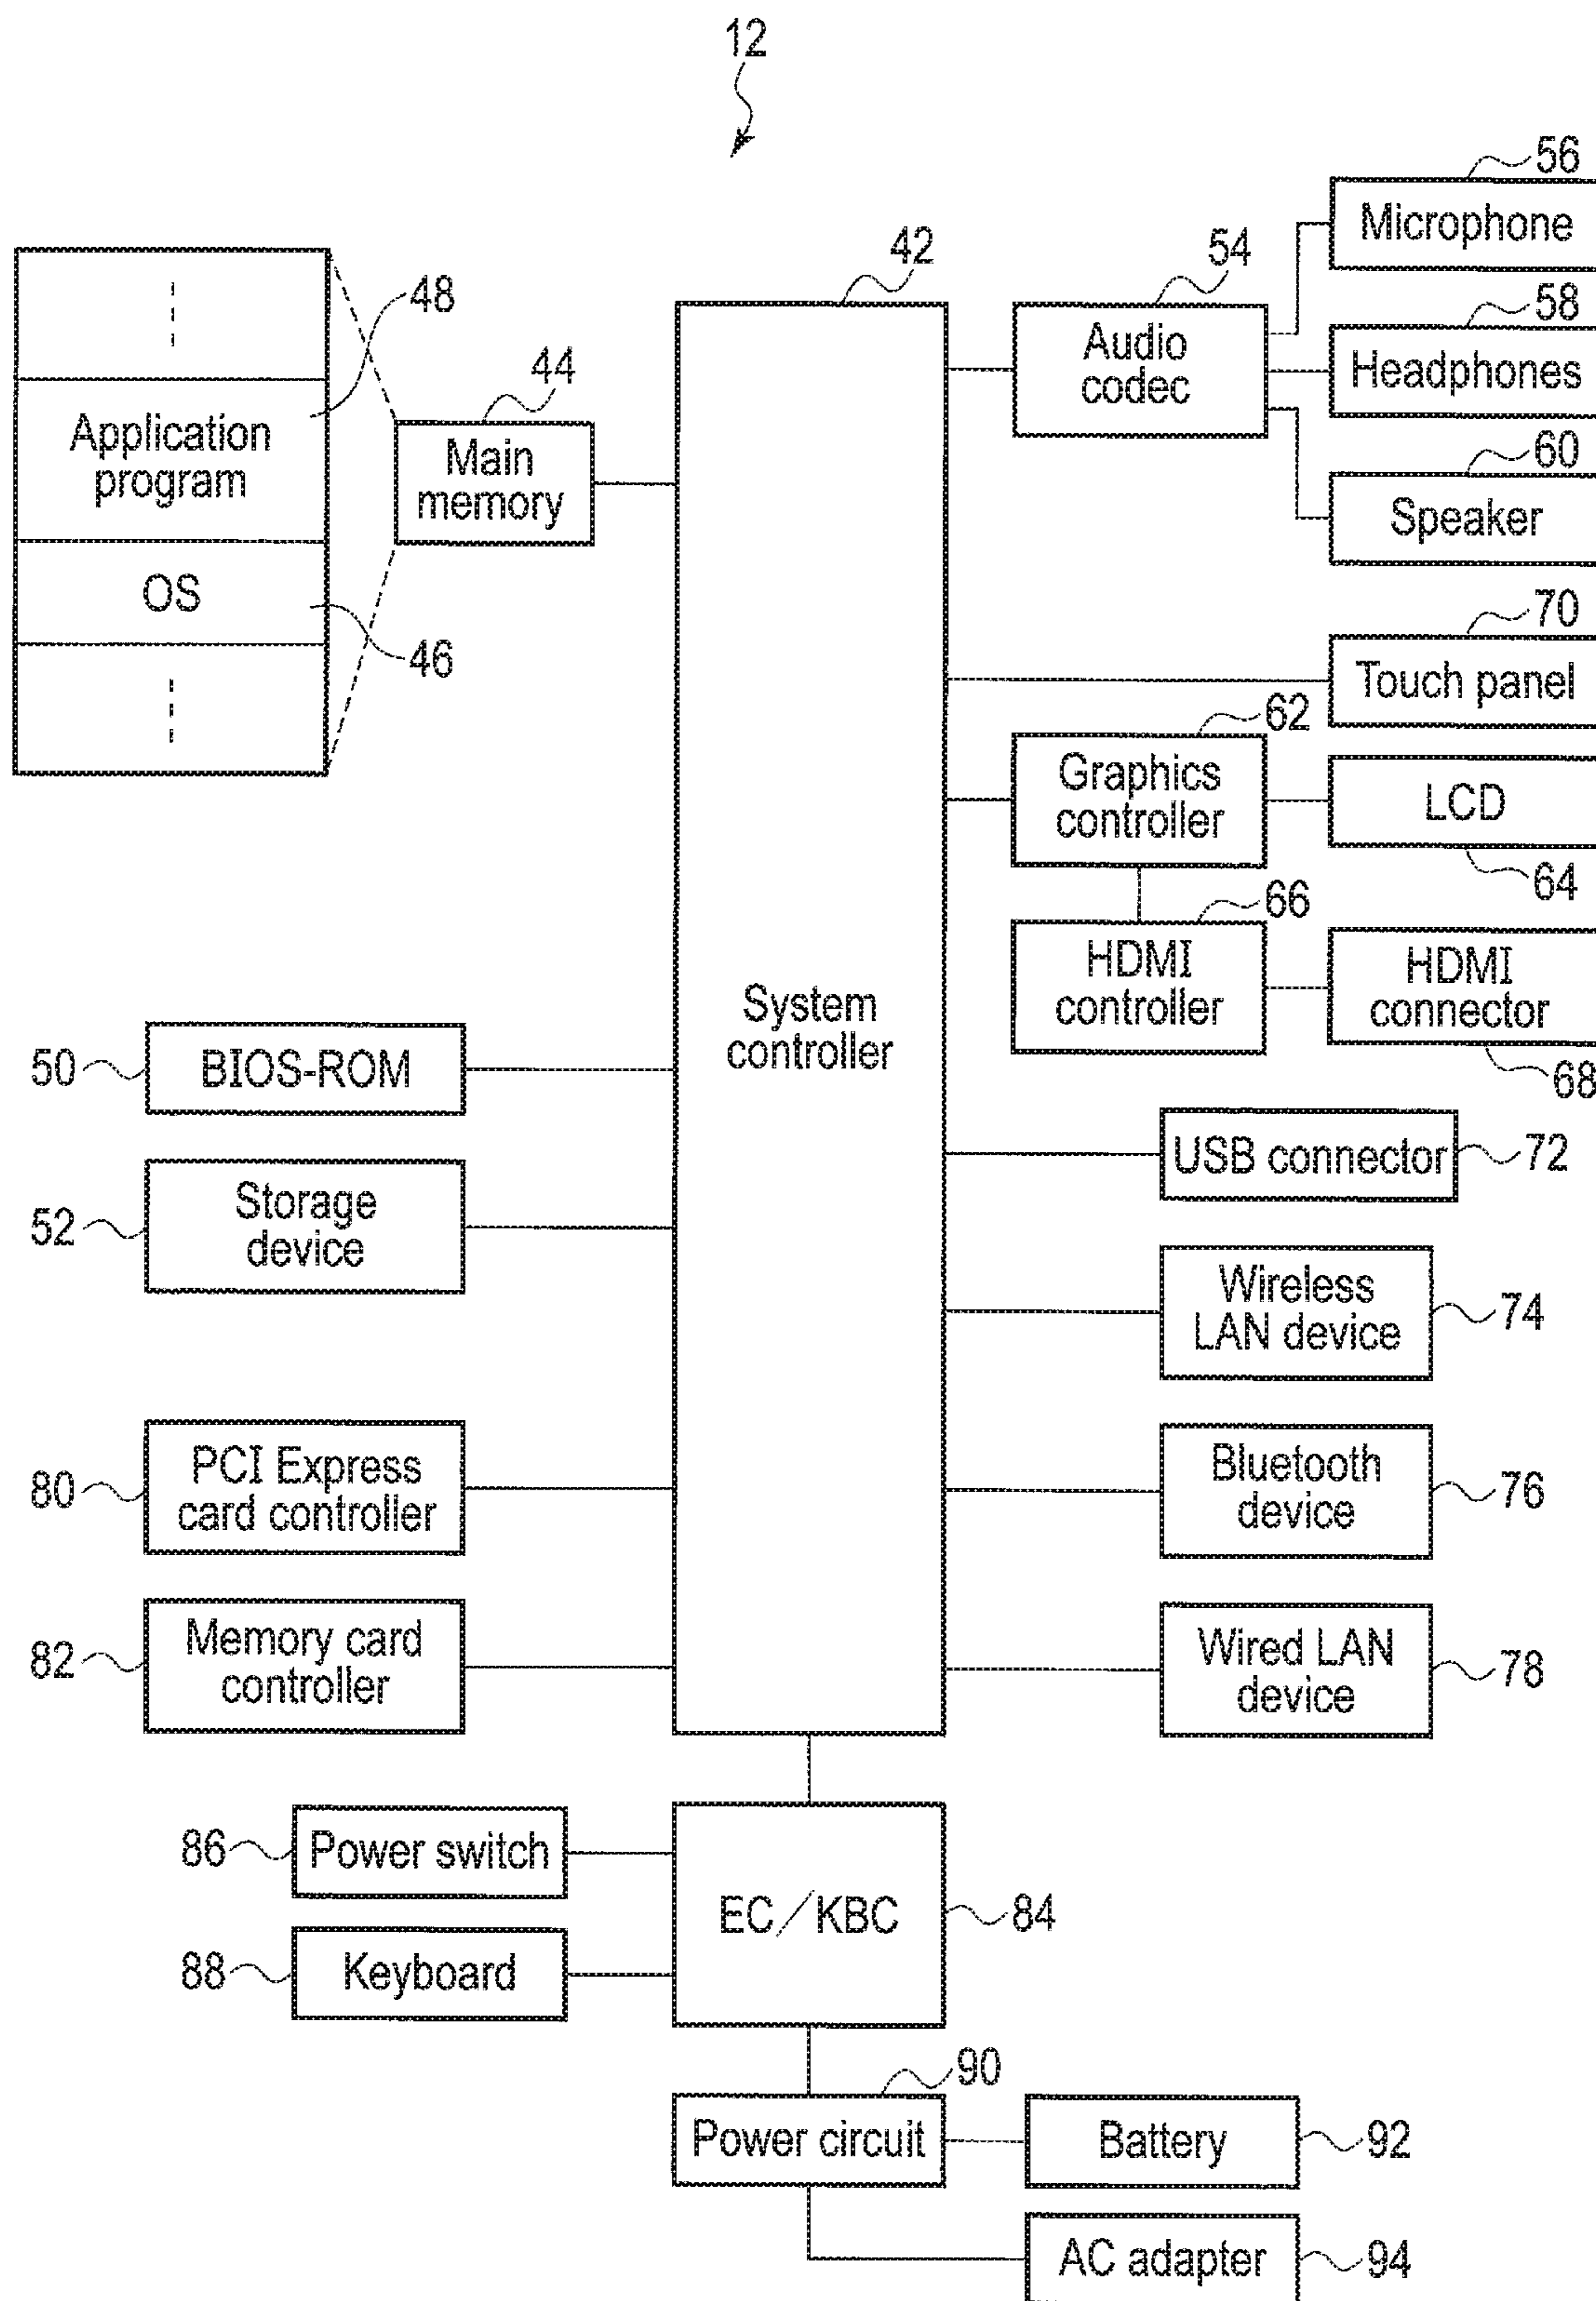 12
56
Microphone
42
54
48
58
Audio
codec
Headphones
44
Application
program
Main
memory
60
Speaker
OS
46
70
Touch panel
62
Graphics
controller
LCD
64
66
HDMI
controller
HDMI
connector
68
System
controller
50
BIOS-ROM
USB connector
72
52
Storage
device
Wireless
LAN device
74
80
PCI Express
card controller
Bluetooth
device
76
82
Memory card
controller
Wired LAN
device
78
86
Power switch
EC/KBC
84
88
Keyboard
90
Power circuit
Battery
92
AC adapter
94